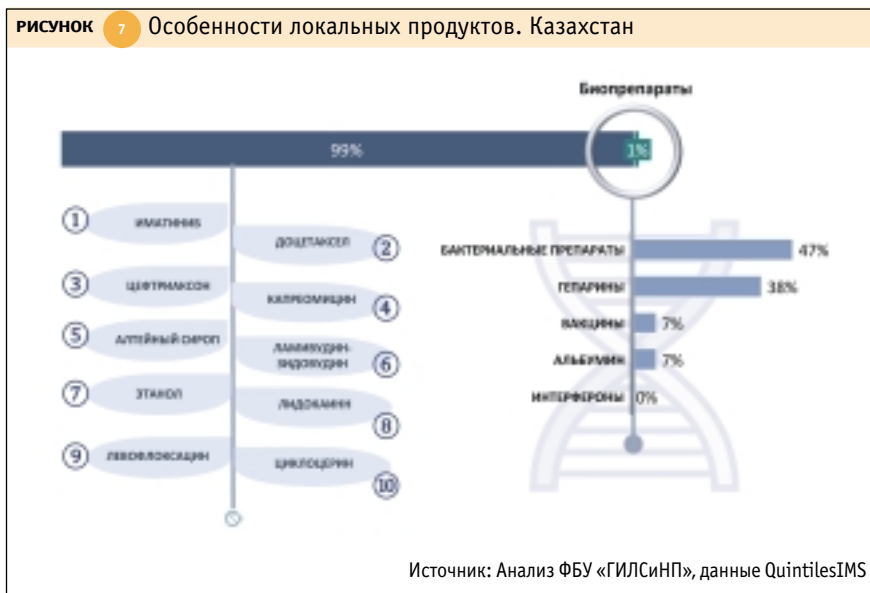 РИСУНОК 7 Особенности локальных продуктов. Казахстан
Биопрепараты
99%
1%
1 ИМАТИНИБ
2 ДОЦЕТАКСЕЛ
3 ЦЕФТРИАКСОН
4 КАПРЕОМИЦИН
5 АЛТЕЙНЫЙ СИРОП
6 ЛАМИВУДИН-
ЗИДОВУДИН
7 ЭТАНОЛ
8 ЛИДОКАИН
9 ЛЕВОФЛОКСАЦИН
10 ЦИКЛОЦЕРИН
БАКТЕРИАЛЬНЫЕ ПРЕПАРАТЫ 47%
ГЕПАРИНЫ 38%
ВАКЦИНЫ 7%
АЛЬБУМИН 7%
ИНТЕРФЕРОНЫ 0%
Источник: Анализ ФБУ «ГИЛСиНП», данные QuintilesIMS